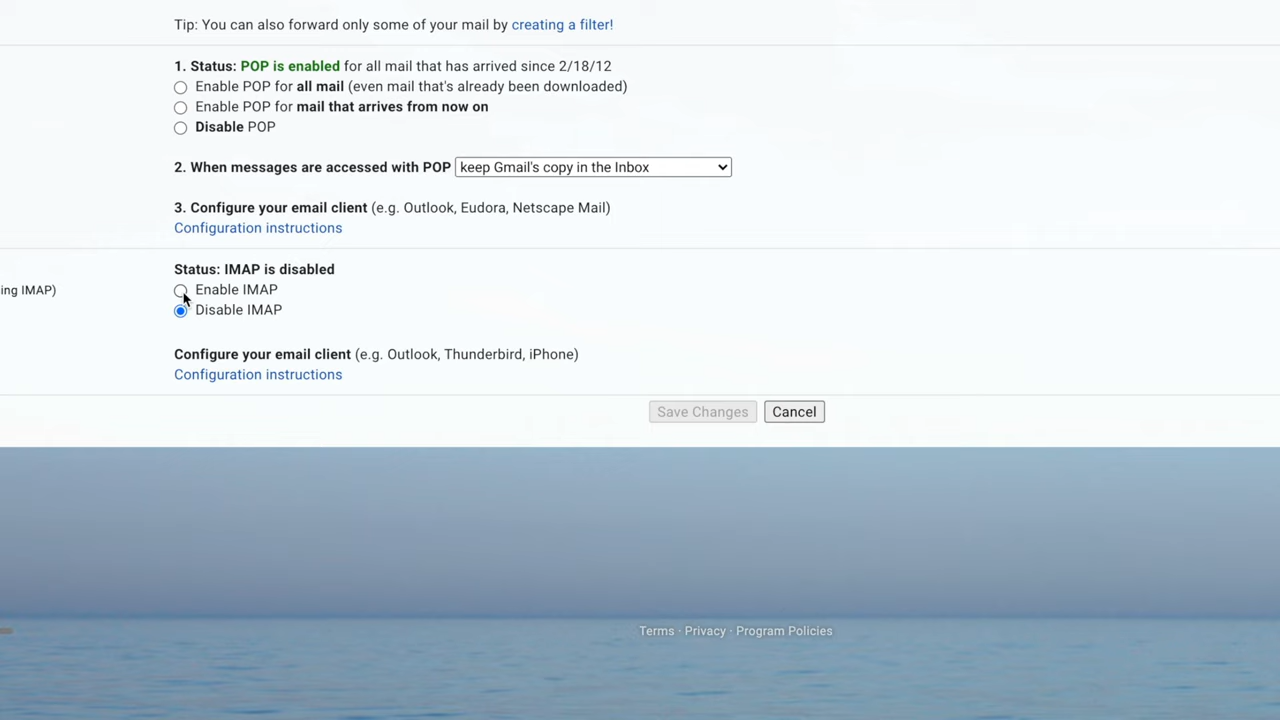 Tip: You can also forward only some of your mail by creating a filter!
1. Status: POP is enabled for all mail that has arrived since 2/18/12
Enable POP for all mail (even mail that's already been downloaded)
Enable POP for mail that arrives from now on
Disable POP
2. When messages are accessed with POP keep Gmail's copy in the Inbox
3. Configure your email client (e.g. Outlook, Eudora, Netscape Mail)
Configuration instructions
Status: IMAP is disabled
ing IMAP)
Enable IMAP
Disable IMAP
Configure your email client (e.g. Outlook, Thunderbird, iPhone)
Configuration instructions
Save Changes Cancel
Terms · Privacy · Program Policies